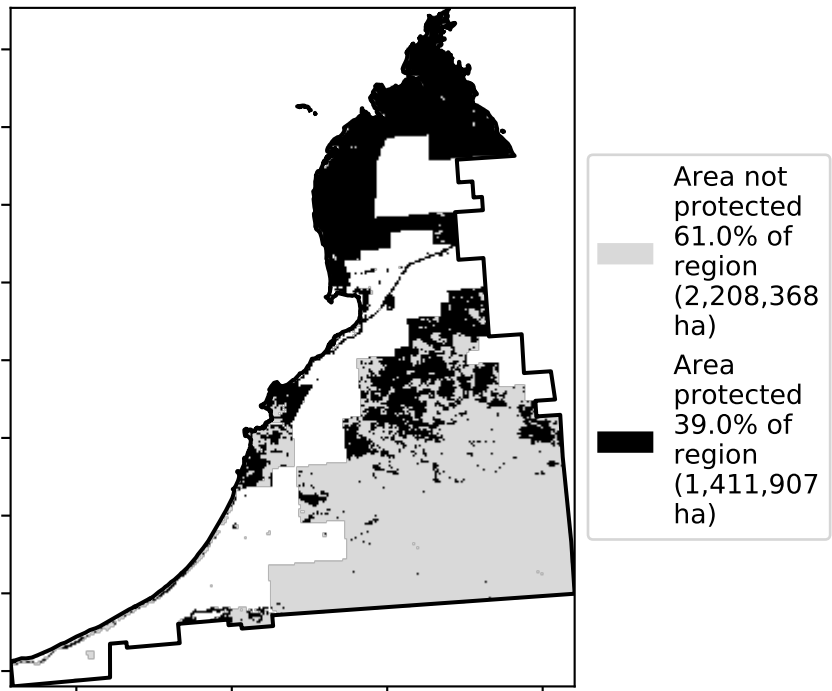 Area not
protected
61.0% of
region
(2,208,368
ha)
Area
protected
39.0% of
region
(1,411,907
ha)